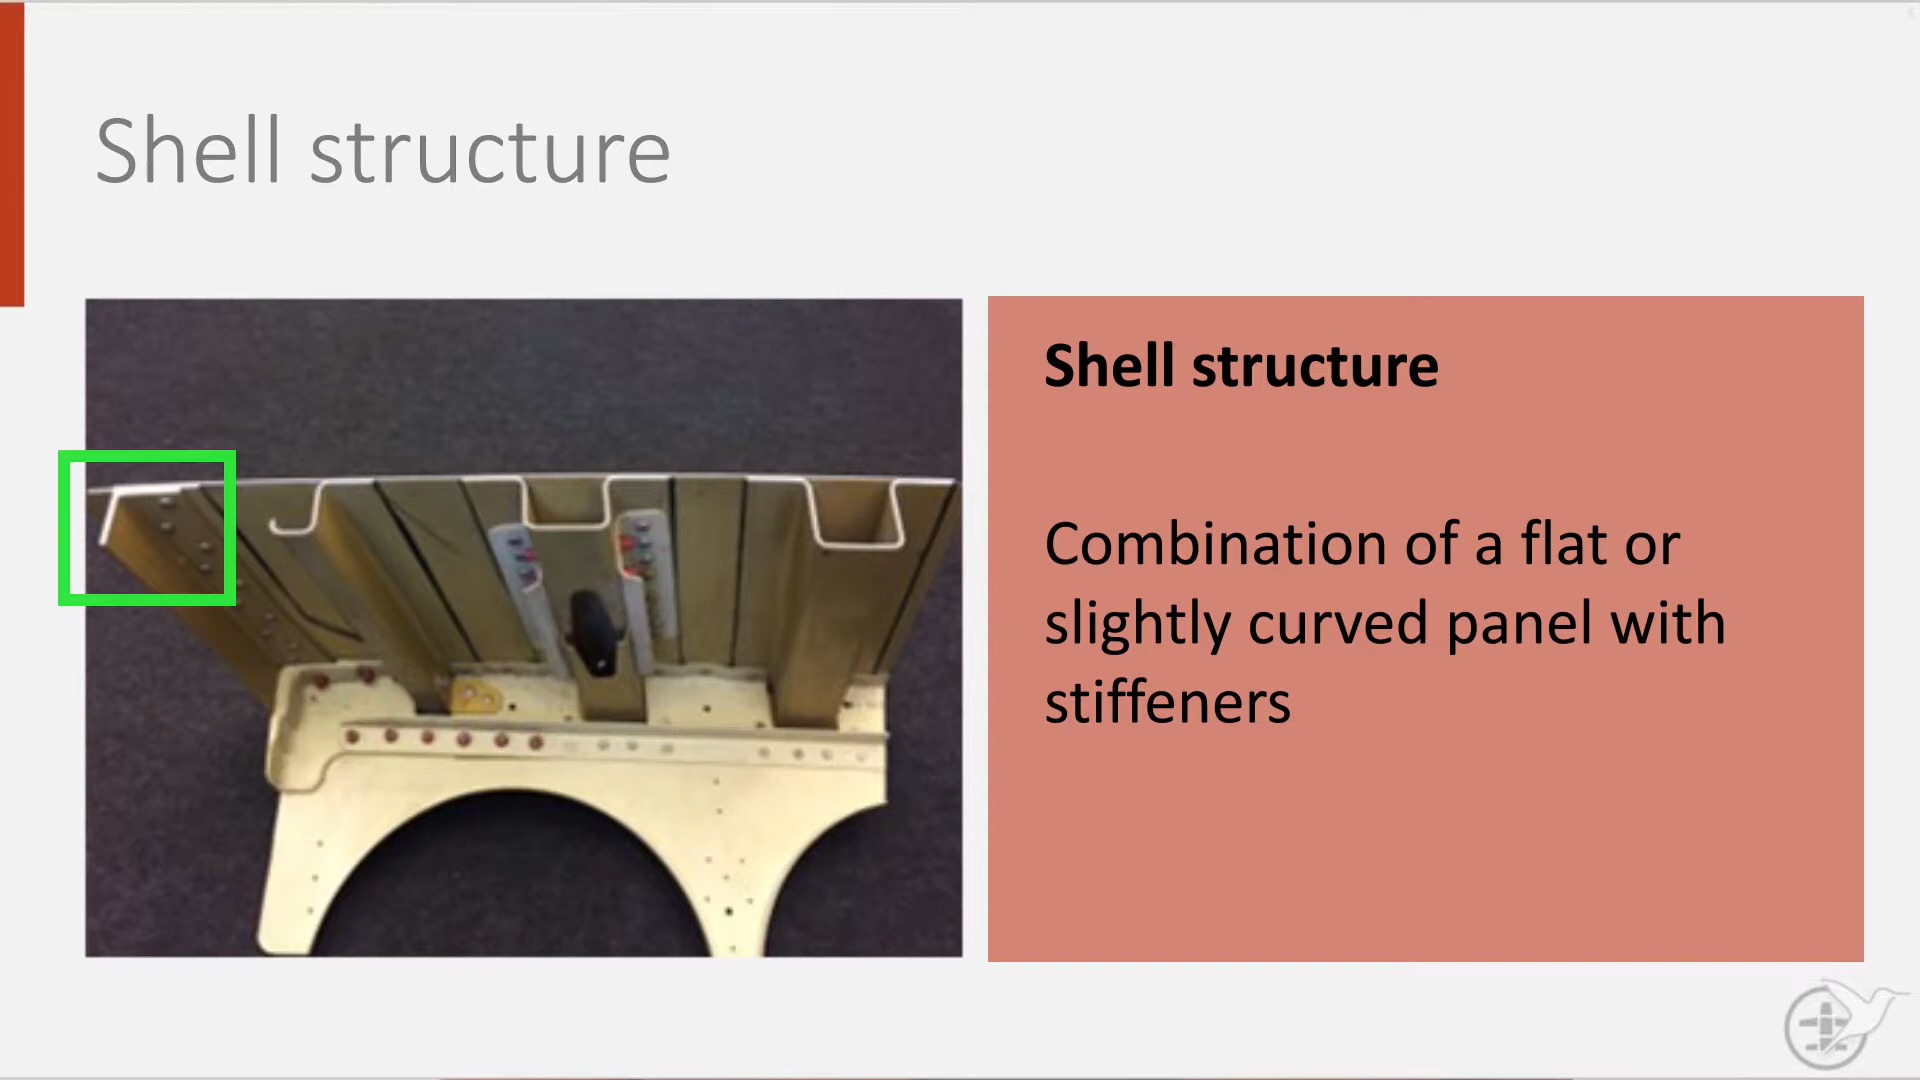 Shell structure
Shell structure
Combination of a flat or
slightly curved panel with
stiffeners